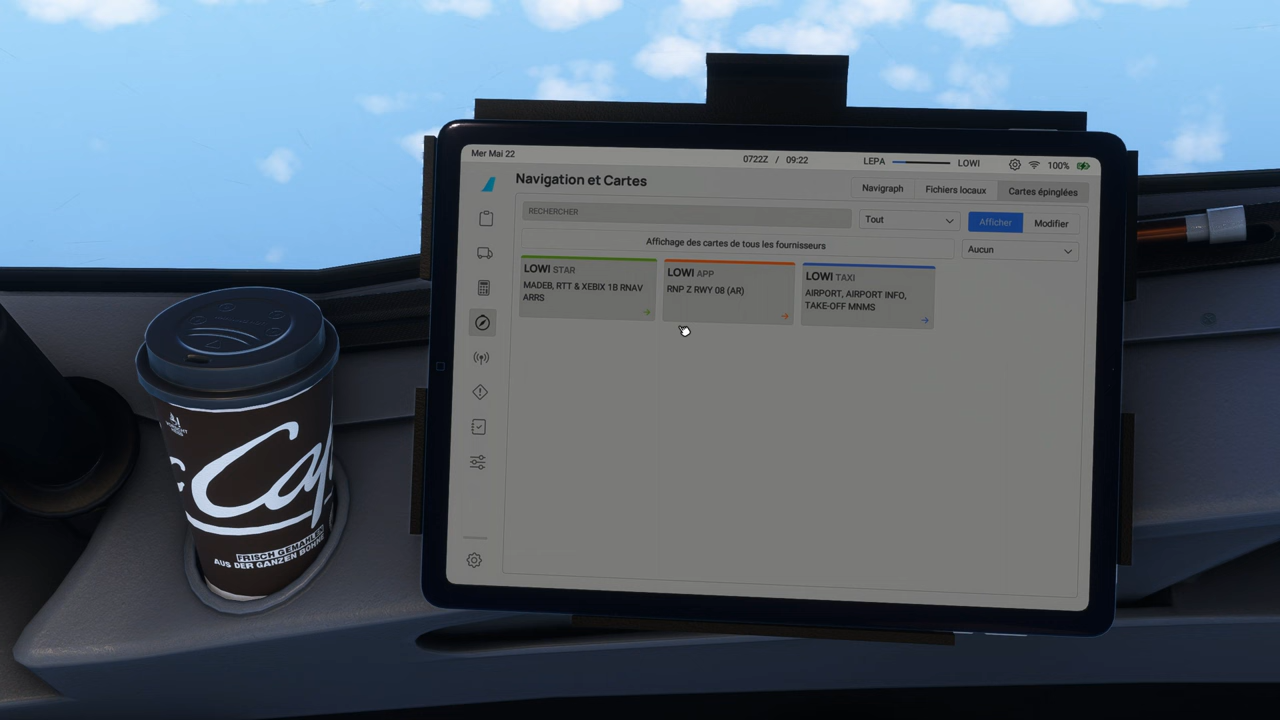 Mer Mai 22
0722Z / 09:22
LEPA
LOWI
100%
Navigation et Cartes
Navigraph
Fichiers locaux
Cartes épinglées
RECHERCHER
Tout
Afficher
Modifier
Affichage des cartes de tous les fournisseurs
Aucun
LOWI STAR
MADEB, RTT & XEBIX 1B RNAV
ARRS
LOWI APP
RNP Z RWY 08 (AR)
LOWI TAXI
AIRPORT, AIRPORT INFO,
TAKE-OFF MNMS
FRISCH GEMAHLEN
AUS DER GANZEN BOHNE